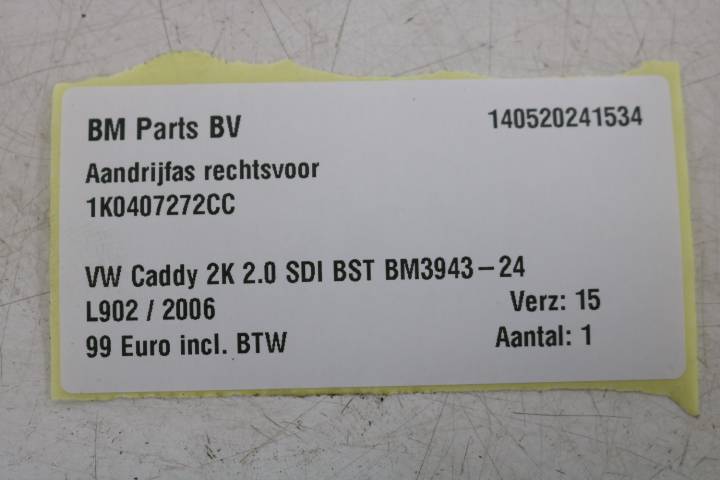 BM Parts BV 140520241534
Aandrijfas rechtsvoor
1K0407272CC
VW Caddy 2K 2.0 SDI BST BM3943-24
L902 / 2006 Verz: 15
99 Euro incl. BTW Aantal: 1